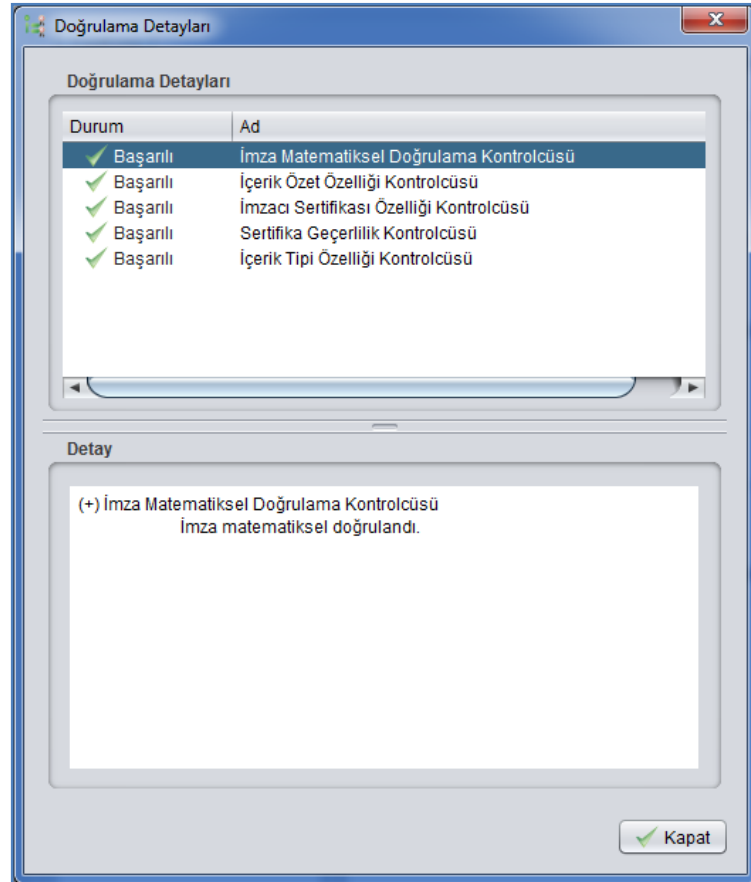 Doğrulama Detayları
Doğrulama Detayları
Durum Ad
Başarılı İmza Matematiksel Doğrulama Kontrolcüsü
Başarılı İçerik Özet Özelliği Kontrolcüsü
Başarılı İmzacı Sertifikası Özelliği Kontrolcüsü
Başarılı Sertifika Geçerlilik Kontrolcüsü
Başarılı İçerik Tipi Özelliği Kontrolcüsü
Detay
(+) İmza Matematiksel Doğrulama Kontrolcüsü
İmza matematiksel doğrulandı.
Kapat